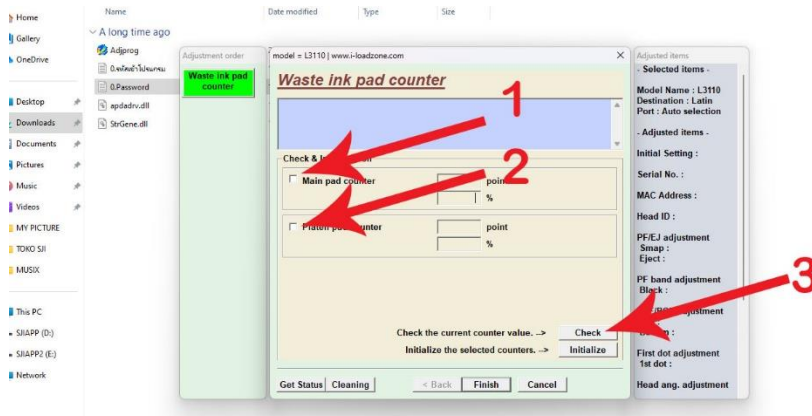 Home
Gallery
OneDrive
Desktop
Downloads
Documents
Pictures
Music
Videos
MY PICTURE
TOKO SJI
MUSIX
This PC
SJIAPP (D:)
SJIAPP2 (E:)
Network
Name
Date modified
Type
Size
A long time ago
Adjprog
0.Password
apdadrv.dll
StrGene.dll
Adjustment order
Waste ink pad
counter
model = L3110 | www.i-loadzone.com
Waste ink pad counter
1
Check &
Main pad counter
point
%
2
Platen pad counter
point
%
3
Check the current counter value. -->
Check
Initialize the selected counters. -->
Initialize
Get Status
Cleaning
< Back
Finish
Cancel
Adjusted items
- Selected items -
Model Name : L3110
Destination : Latin
Port : Auto selection
- Adjusted items -
Initial Setting :
Serial No. :
MAC Address :
Head ID :
PF/EJ adjustment
Smap :
Eject :
PF band adjustment
Black :
adjustment
First dot adjustment
1st dot :
Head ang. adjustment